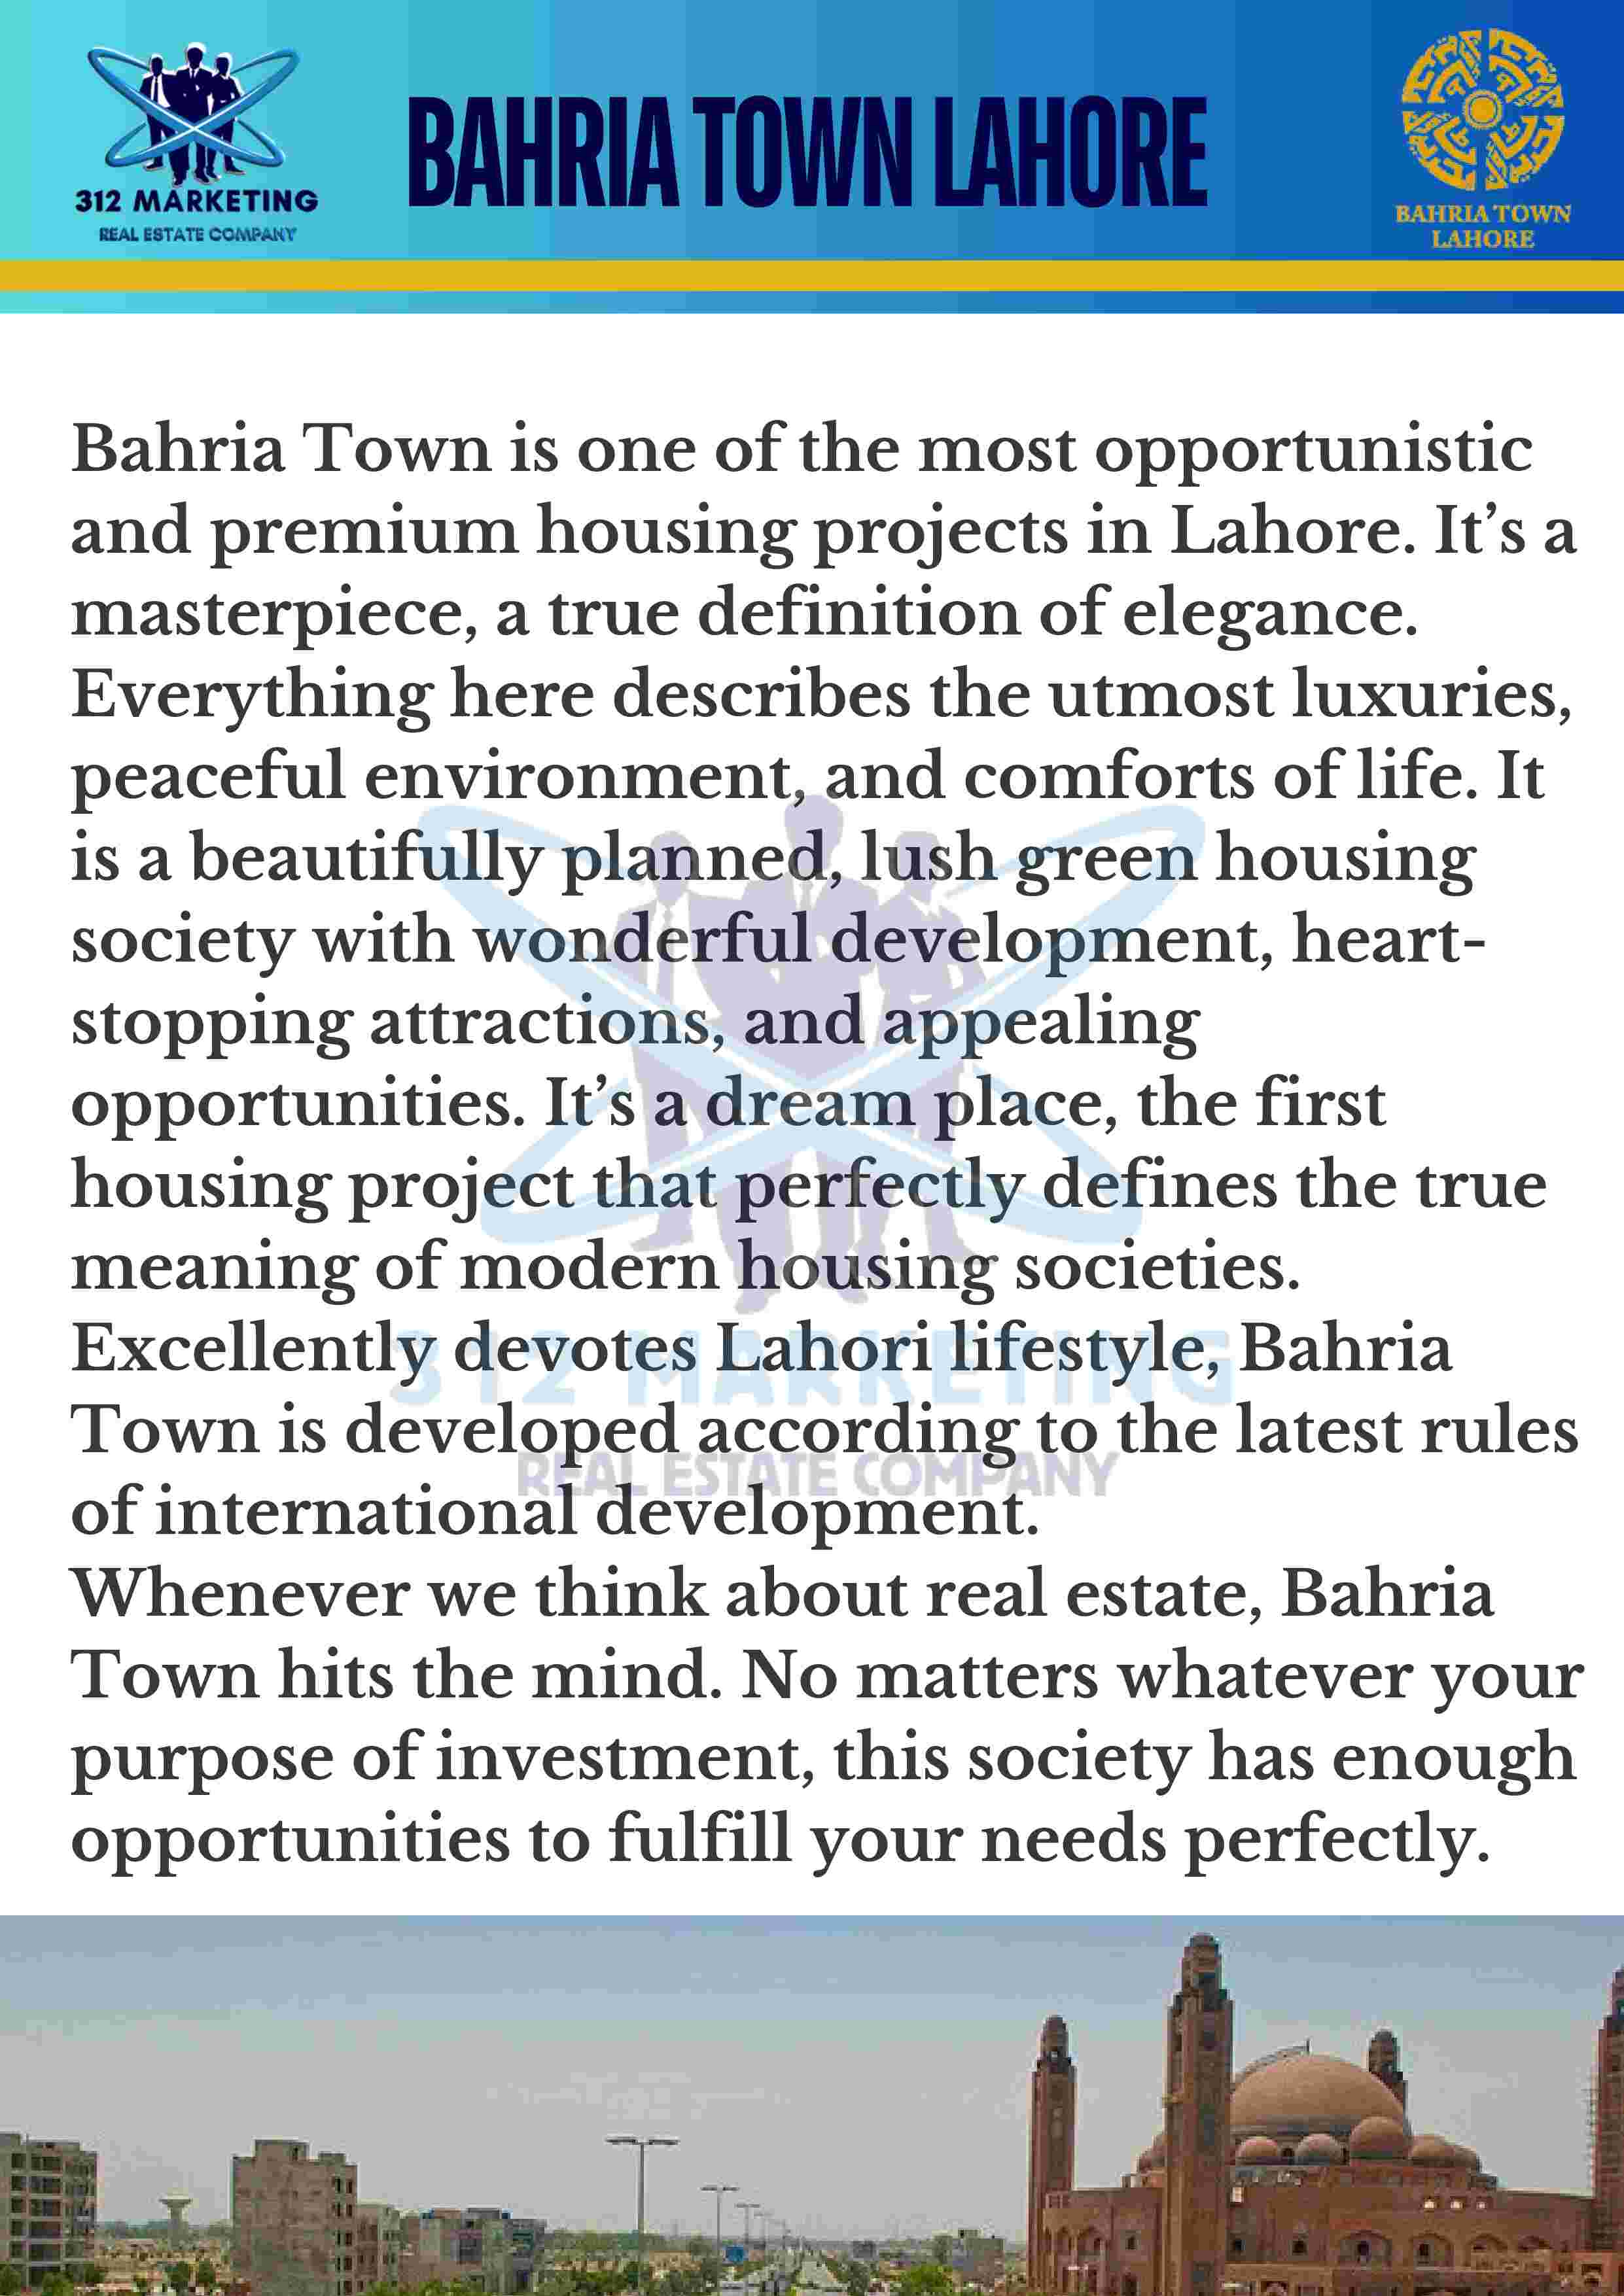 312 MARKETING
REAL ESTATE COMPANY
BAHRIA TOWN LAHORE
BAHRIA TOWN
LAHORE
Bahria Town is one of the most opportunistic
and premium housing projects in Lahore. It’s a
masterpiece, a true definition of elegance.
Everything here describes the utmost luxuries,
peaceful environment, and comforts of life. It
is a beautifully planned, lush green housing
society with wonderful development, heart-
stopping attractions, and appealing
opportunities. It’s a dream place, the first
housing project that perfectly defines the true
meaning of modern housing societies.
Excellently devotes Lahori lifestyle, Bahria
Town is developed according to the latest rules
of international development.
Whenever we think about real estate, Bahria
Town hits the mind. No matters whatever your
purpose of investment, this society has enough
opportunities to fulfill your needs perfectly.
312 MARKETING
REAL ESTATE COMPANY